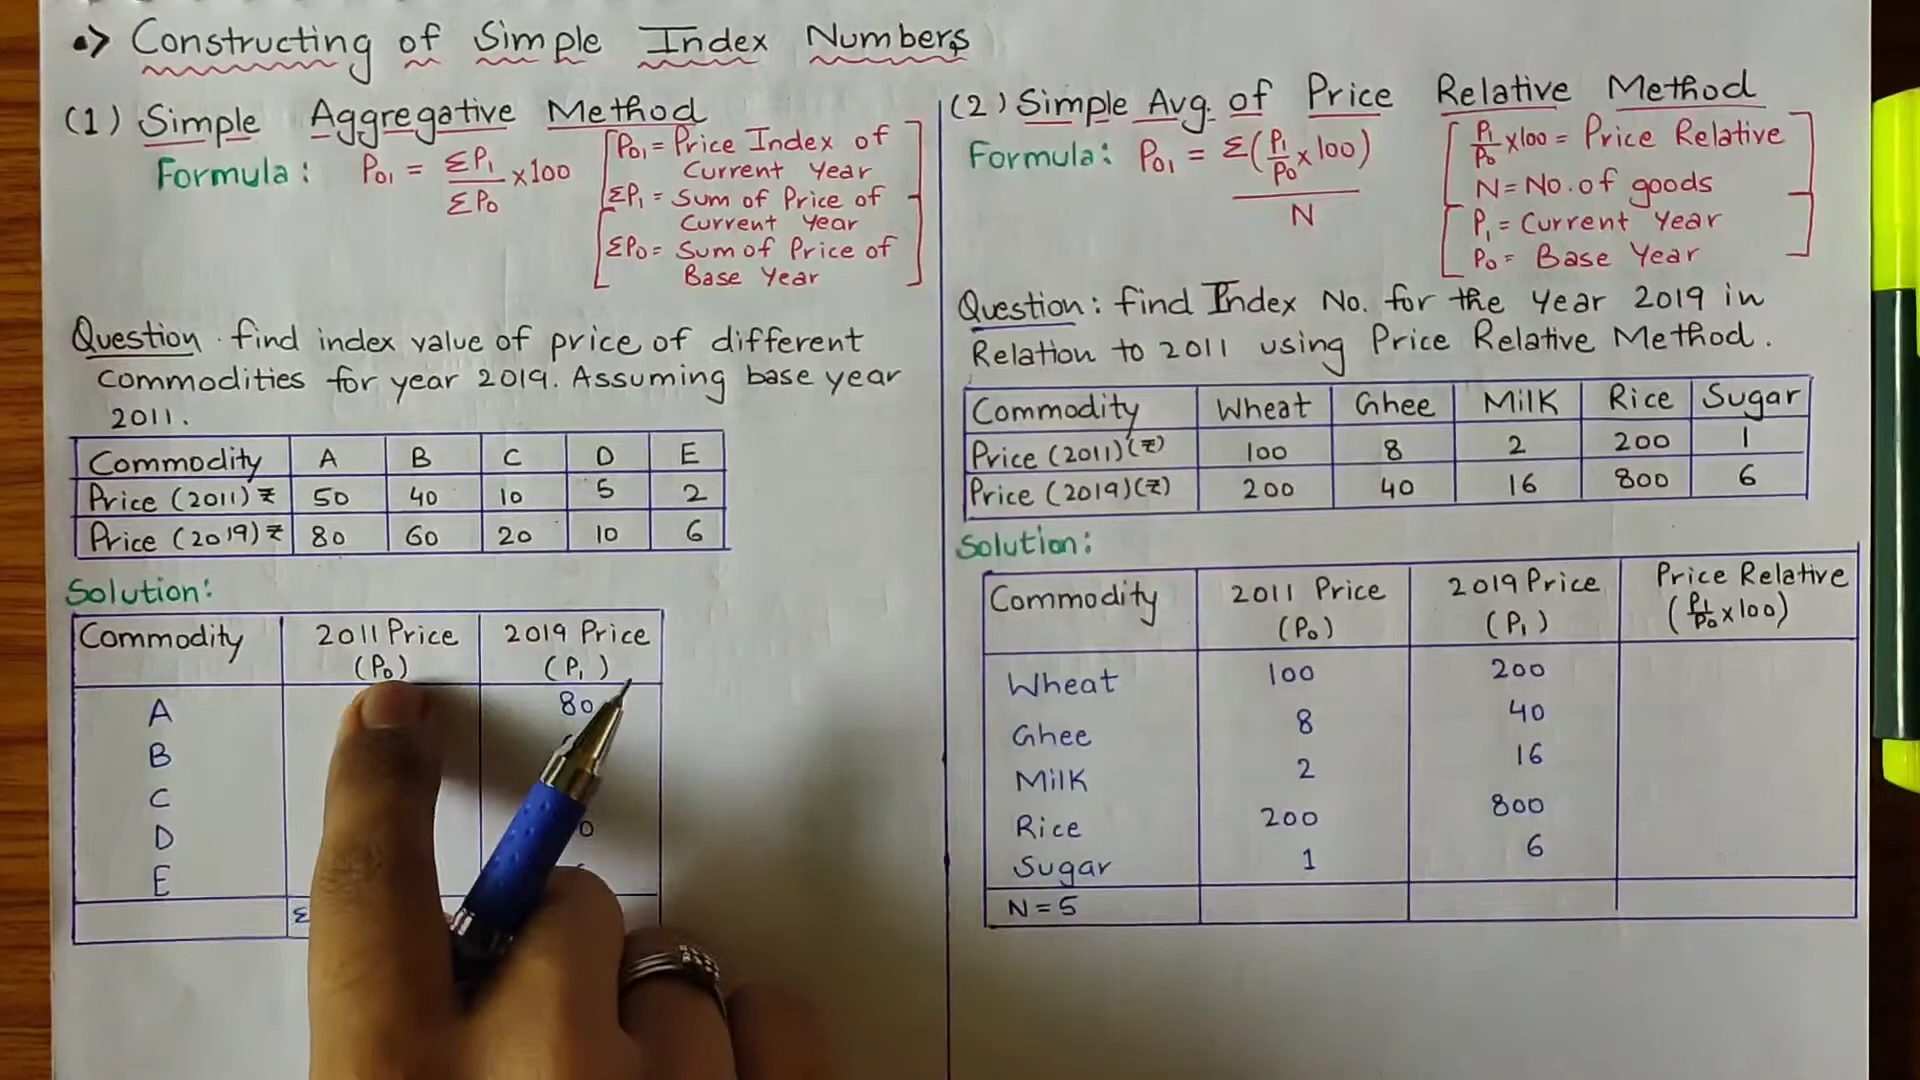 •> Constructing of Simple Index Numbers
(1) Simple Aggregative Method
Formula: P01 = ΣP1/ΣP0 x100
P01 = Price Index of
Current Year
ΣP1 = Sum of Price of
Current Year
ΣP0 = Sum of Price of
Base Year
Question find index value of price of different
Commodities for year 2019. Assuming base year
2011.
Commodity A B C D E
Price (2011) ₹ 50 40 10 5 2
Price (2019) ₹ 80 60 20 10 6
Solution:
Commodity 2011 Price (P0) 2019 Price (P1)
A 80
B
C
D
E
Σ
(2) Simple Avg. of Price Relative Method
Formula: P01 = Σ(P1/P0 x100)/N
P1/P0 x100 = Price Relative
N = No. of goods
P1 = Current Year
P0 = Base Year
Question: find Index No. for the Year 2019 in
Relation to 2011 using Price Relative Method.
Commodity Wheat Ghee Milk Rice Sugar
Price (2011)(₹) 100 8 2 200 1
Price (2019)(₹) 200 40 16 800 6
Solution:
Commodity 2011 Price (P0) 2019 Price (P1) Price Relative (P1/P0 x100)
Wheat 100 200
Ghee 8 40
Milk 2 16
Rice 200 800
Sugar 1 6
N = 5